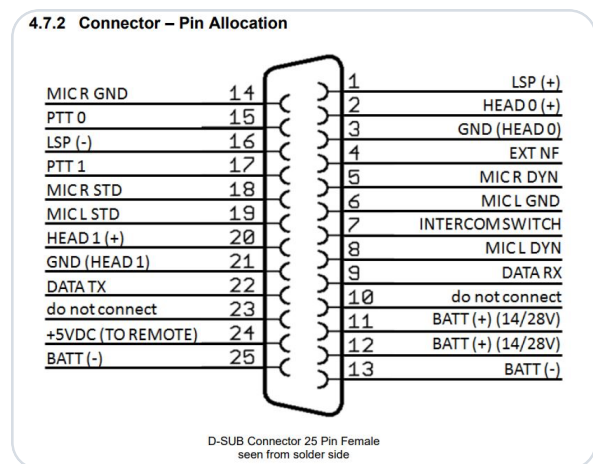 4.7.2 Connector – Pin Allocation
MIC R GND 14
PTT 0 15
LSP (-) 16
PTT 1 17
MIC R STD 18
MIC L STD 19
HEAD 1 (+) 20
GND (HEAD 1) 21
DATA TX 22
do not connect 23
+5VDC (TO REMOTE) 24
BATT (-) 25
1 LSP (+)
2 HEAD 0 (+)
3 GND (HEAD 0)
4 EXT NF
5 MIC R DYN
6 MIC L GND
7 INTERCOM SWITCH
8 MIC L DYN
9 DATA RX
10 do not connect
11 BATT (+) (14/28V)
12 BATT (+) (14/28V)
13 BATT (-)
D-SUB Connector 25 Pin Female
seen from solder side